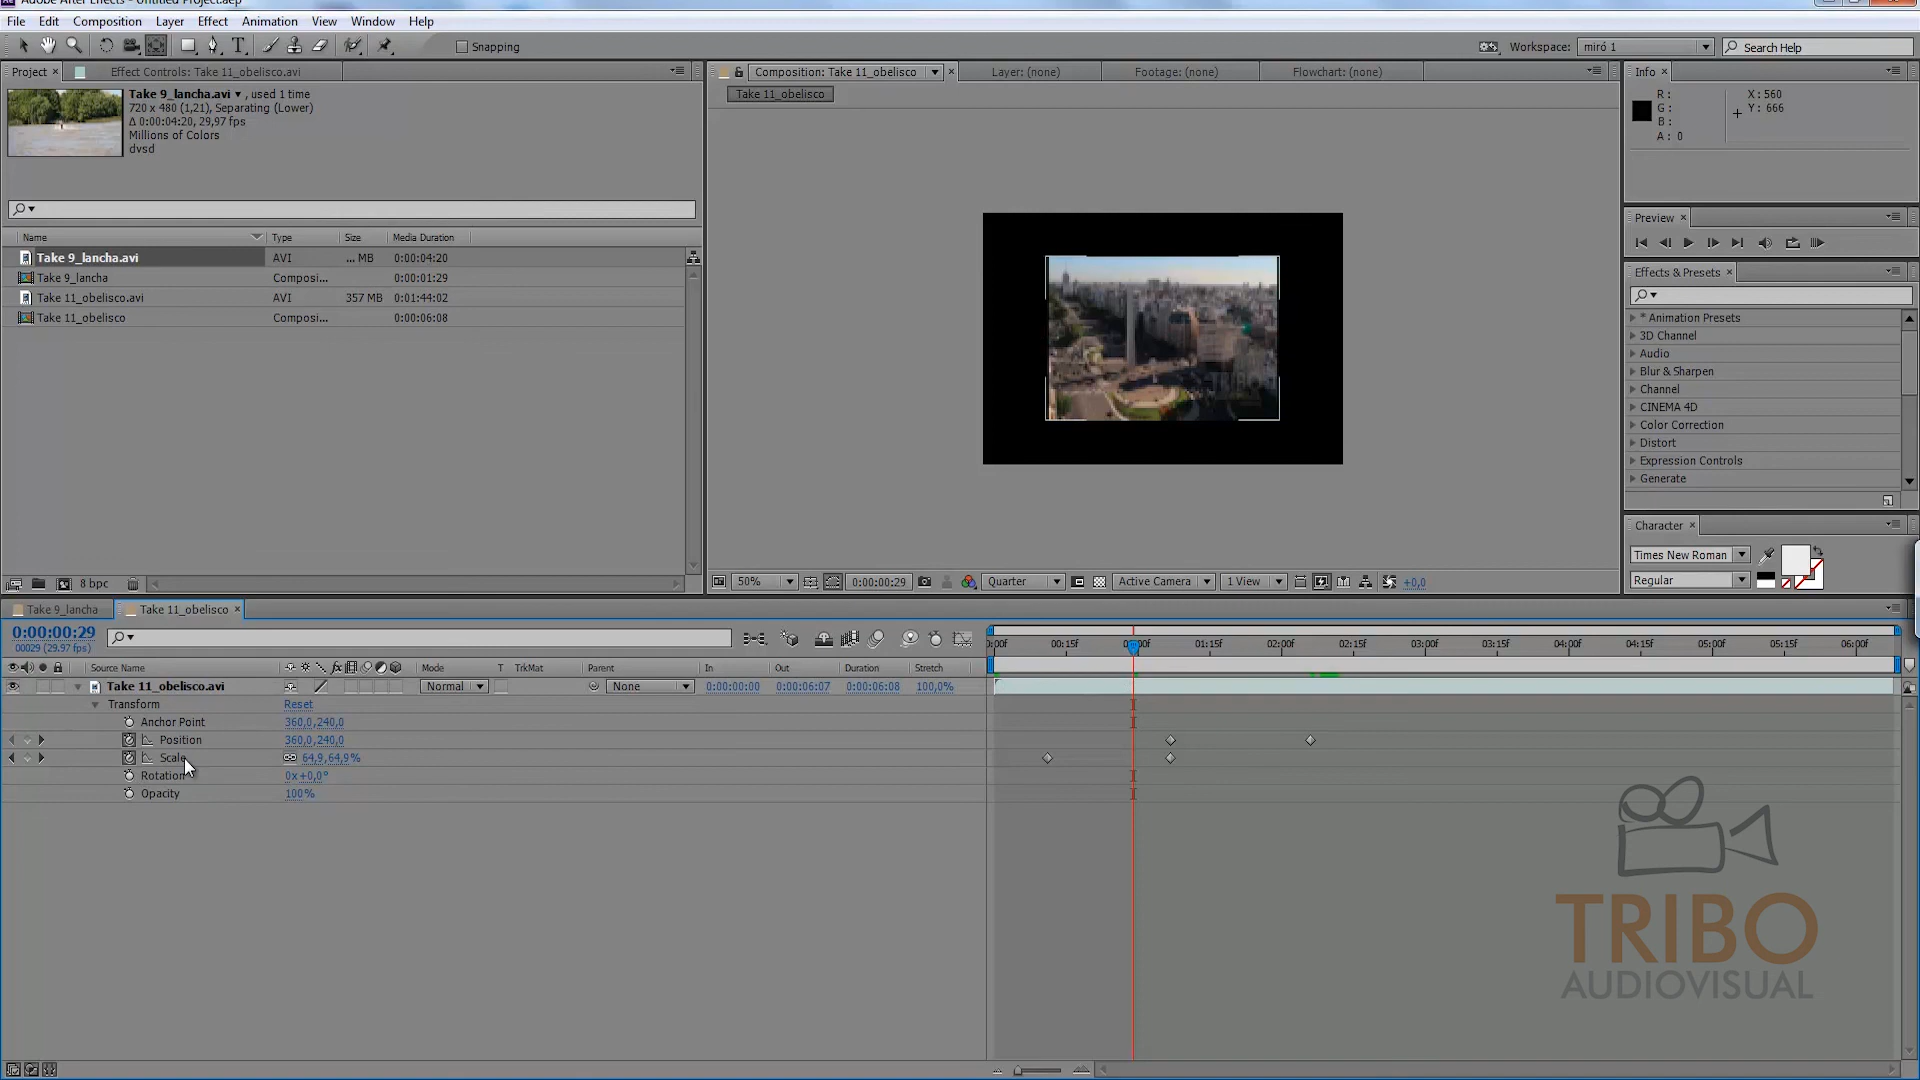 Adobe After Effects - Untitled Project.aep
File Edit Composition Layer Effect Animation View Window Help
Snapping Workspace: miró 1 Search Help
Project × Effect Controls: Take 11_obelisco.avi
Take 9_lancha.avi ▾ , used 1 time
720 x 480 (1,21), Separating (Lower)
Δ 0:00:04:20, 29,97 fps
Millions of Colors
dvsd
Name Type Size Media Duration
Take 9_lancha.avi AVI ... MB 0:00:04:20
Take 9_lancha Composi... 0:00:01:29
Take 11_obelisco.avi AVI 357 MB 0:01:44:02
Take 11_obelisco Composi... 0:00:06:08
8 bpc
Composition: Take 11_obelisco × Layer: (none) Footage: (none) Flowchart: (none)
Take 11_obelisco
TRIBO
50% 0:00:00:29 Quarter Active Camera 1 View +0,0
Info ×
R : X : 560
G : Y : 666
B :
A : 0
Preview ×
Effects & Presets ×
* Animation Presets
3D Channel
Audio
Blur & Sharpen
Channel
CINEMA 4D
Color Correction
Distort
Expression Controls
Generate
Character ×
Times New Roman
Regular
Take 9_lancha Take 11_obelisco ×
0:00:00:29
00029 (29.97 fps)
Source Name fx Mode T TrkMat Parent In Out Duration Stretch
0:00f 00:15f 00f 01:15f 02:00f 02:15f 03:00f 03:15f 04:00f 04:15f 05:00f 05:15f 06:00f
Take 11_obelisco.avi Normal None 0:00:00:00 0:00:06:07 0:00:06:08 100,0%
Transform Reset
Anchor Point 360,0,240,0
Position 360,0,240,0
Scale 64,9,64,9%
Rotation 0x+0,0°
Opacity 100%
TRIBO
AUDIOVISUAL